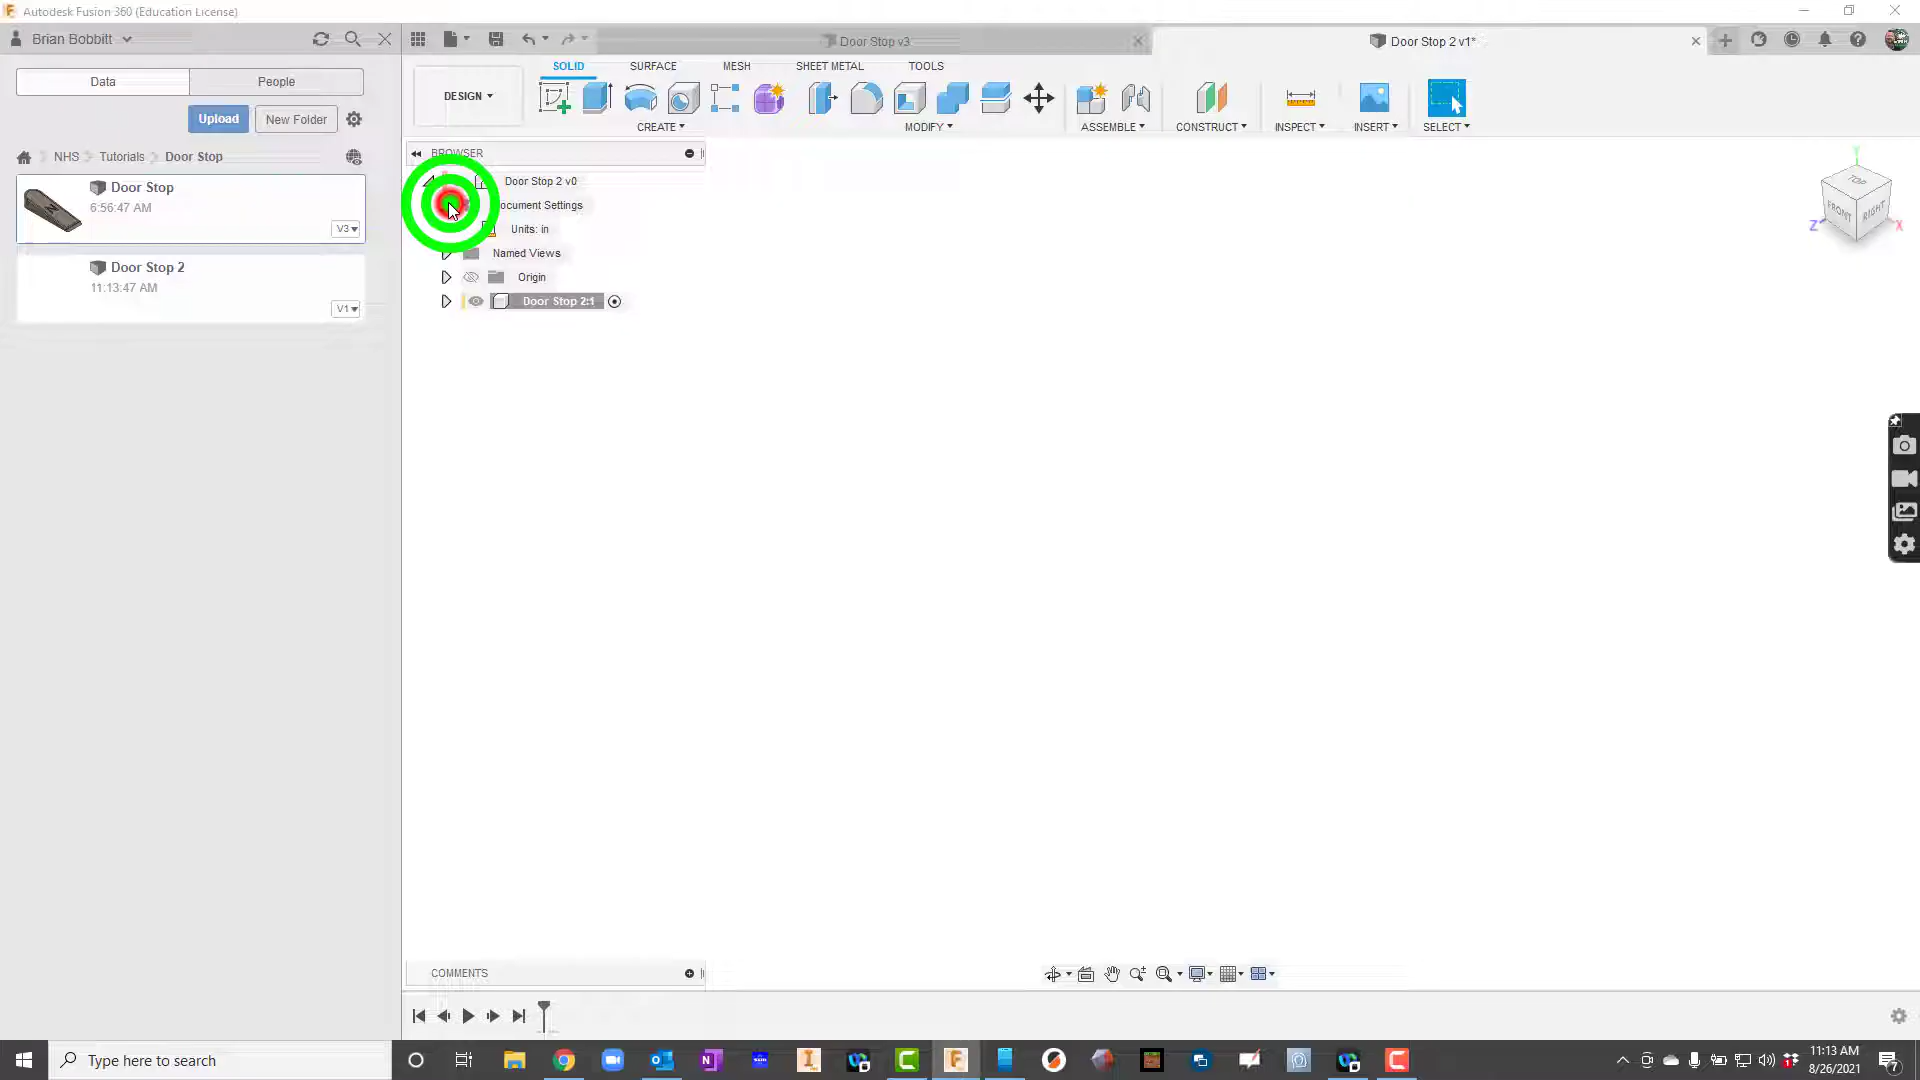 Autodesk Fusion 360 (Education License)
Brian Bobbitt
Door Stop v3
Door Stop 2 v1*
Data
People
SOLID
SURFACE
MESH
SHEET METAL
TOOLS
DESIGN
Upload
New Folder
CREATE
MODIFY
ASSEMBLE
CONSTRUCT
INSPECT
INSERT
SELECT
NHS
Tutorials
Door Stop
BROWSER
Door Stop
6:56:47 AM
V3
Door Stop 2
11:13:47 AM
V1
Door Stop 2 v0
ocument Settings
Units: in
Named Views
Origin
Door Stop 2:1
Y
TOP
FRONT
RIGHT
Z
X
COMMENTS
Type here to search
11:13 AM
8/26/2021
7